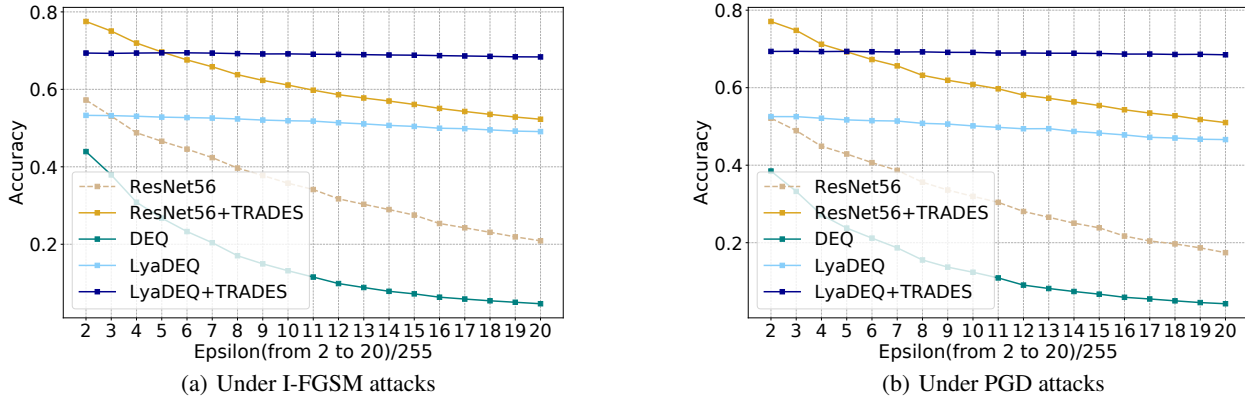 0.8
0.6
0.4
0.2
Accuracy
ResNet56
ResNet56+TRADES
DEQ
LyaDEQ
LyaDEQ+TRADES
2 3 4 5 6 7 8 9 10 11 12 13 14 15 16 17 18 19 20
Epsilon(from 2 to 20)/255
(a) Under I-FGSM attacks
0.8
0.6
0.4
0.2
Accuracy
ResNet56
ResNet56+TRADES
DEQ
LyaDEQ
LyaDEQ+TRADES
2 3 4 5 6 7 8 9 10 11 12 13 14 15 16 17 18 19 20
Epsilon(from 2 to 20)/255
(b) Under PGD attacks